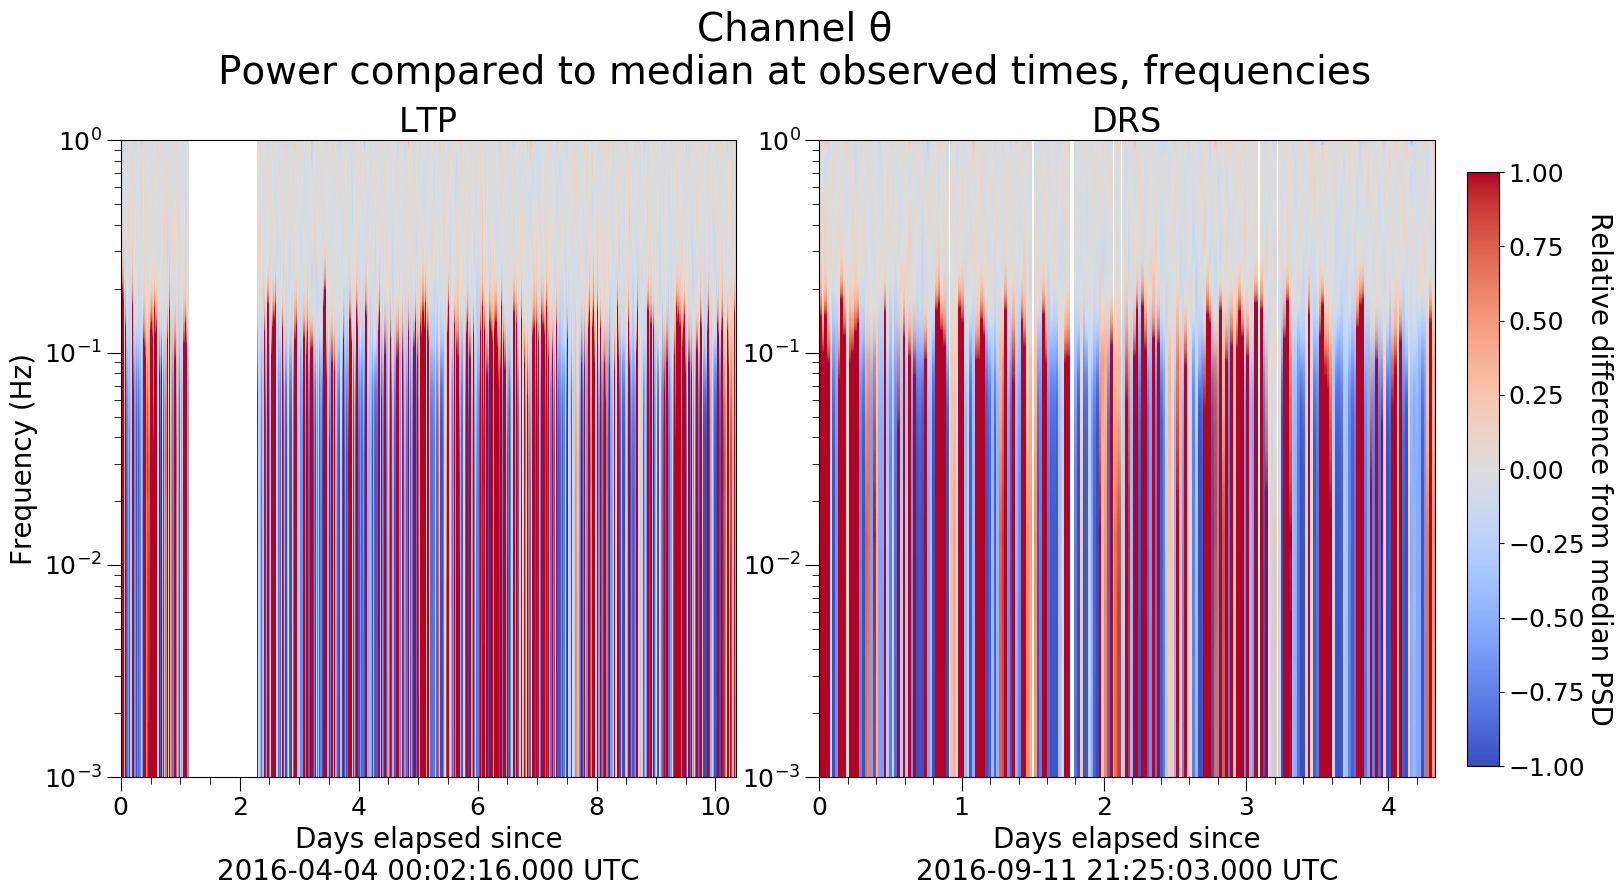 Channel θ
Power compared to median at observed times, frequencies
LTP
DRS
10⁰
10⁻¹
10⁻²
10⁻³
Frequency (Hz)
0 2 4 6 8 10
Days elapsed since
2016-04-04 00:02:16.000 UTC
10⁰
10⁻¹
10⁻²
10⁻³
0 1 2 3 4
Days elapsed since
2016-09-11 21:25:03.000 UTC
1.00
0.75
0.50
0.25
0.00
−0.25
−0.50
−0.75
−1.00
Relative difference from median PSD